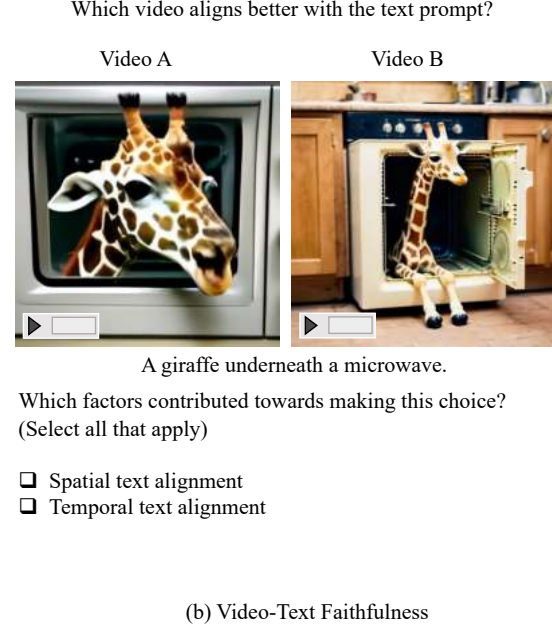 Which video aligns better with the text prompt?
Video A
Video B
A giraffe underneath a microwave.
Which factors contributed towards making this choice?
(Select all that apply)
Spatial text alignment
Temporal text alignment
(b) Video-Text Faithfulness